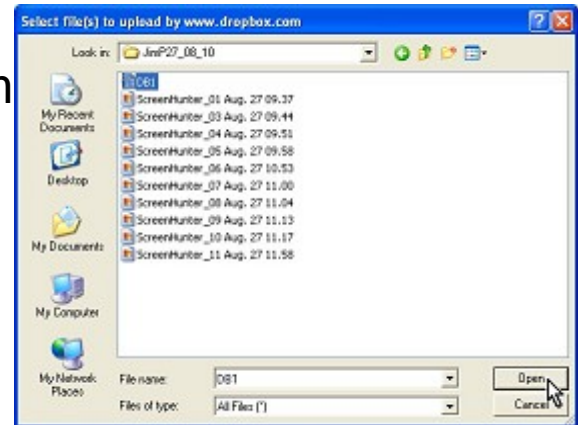 Select file(s) to upload by www.dropbox.com
Look in: JimP27_08_10
n
DB1
ScreenHunter_01 Aug. 27 09.37
ScreenHunter_03 Aug. 27 09.44
ScreenHunter_04 Aug. 27 09.51
ScreenHunter_05 Aug. 27 09.58
ScreenHunter_06 Aug. 27 10.53
ScreenHunter_07 Aug. 27 11.00
ScreenHunter_08 Aug. 27 11.04
ScreenHunter_09 Aug. 27 11.13
ScreenHunter_10 Aug. 27 11.17
ScreenHunter_11 Aug. 27 11.58
My Recent
Documents
Desktop
My Documents
My Computer
My Network
Places
File name: DB1 Open
Files of type: All Files (*) Cancel